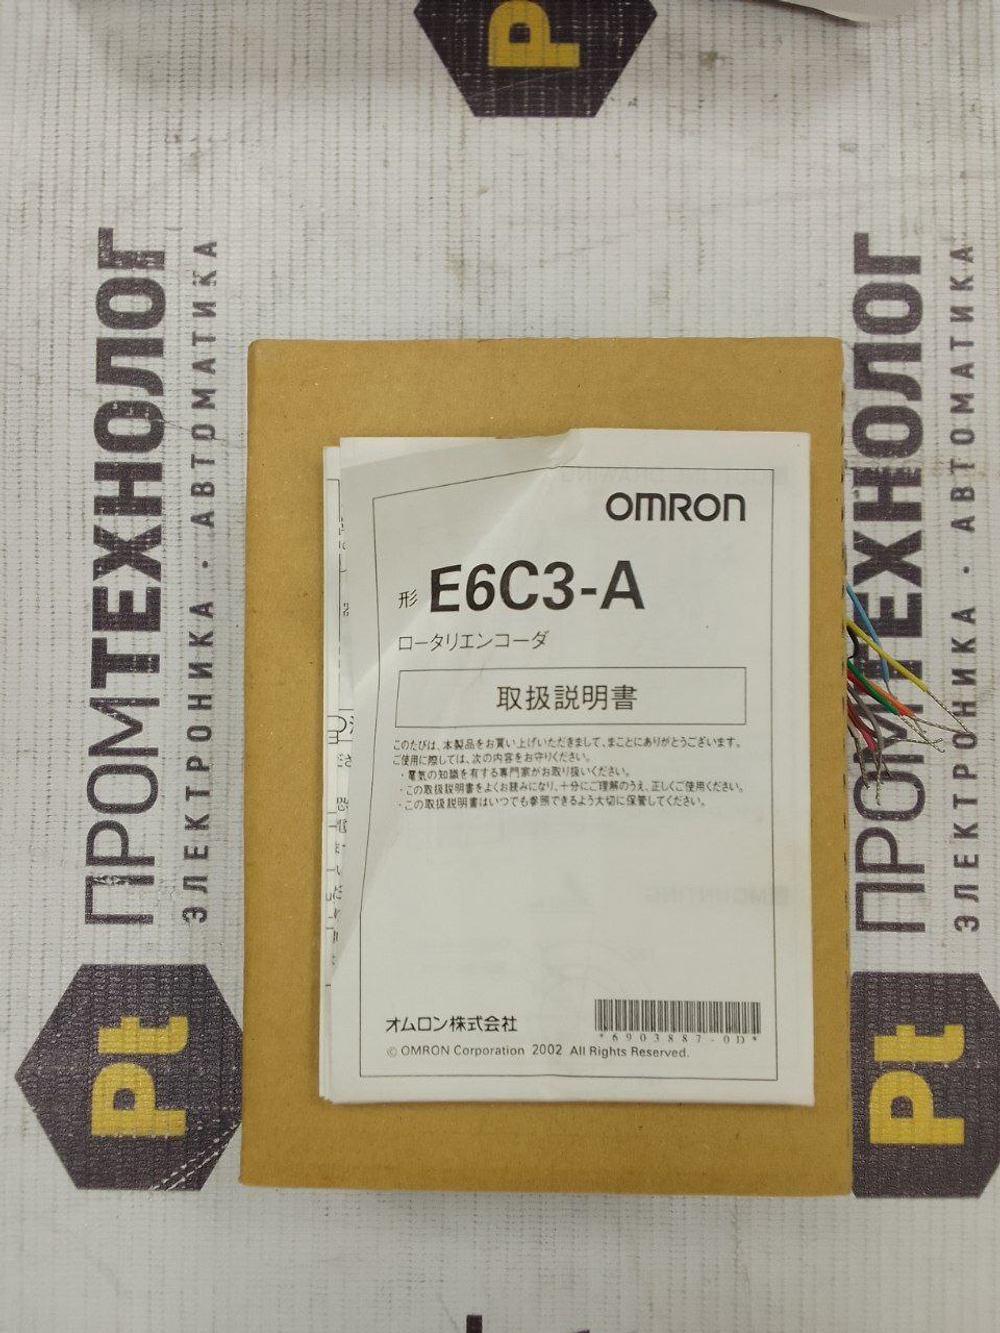 Pt
ПРОМТЕХНОЛОГ
ЭЛЕКТРОНИКА · АВТОМАТИКА
Pt
OMRON
形 E6C3-A
ロータリエンコーダ
取扱説明書
このたびは、本製品をお買い上げいただきまして、まことにありがとうございます。
ご使用に際しては、次の内容をお守りください。
・電気の知識を有する専門家がお取り扱いください。
・この取扱説明書をよくお読みになり、十分にご理解のうえ、正しくご使用ください。
・この取扱説明書はいつでも参照できるよう大切に保管してください。
オムロン株式会社
*6903887-0D*
© OMRON Corporation 2002 All Rights Reserved.
ПРОМТЕХНОЛОГ
ЭЛЕКТРОНИКА · АВТОМАТИКА
Pt